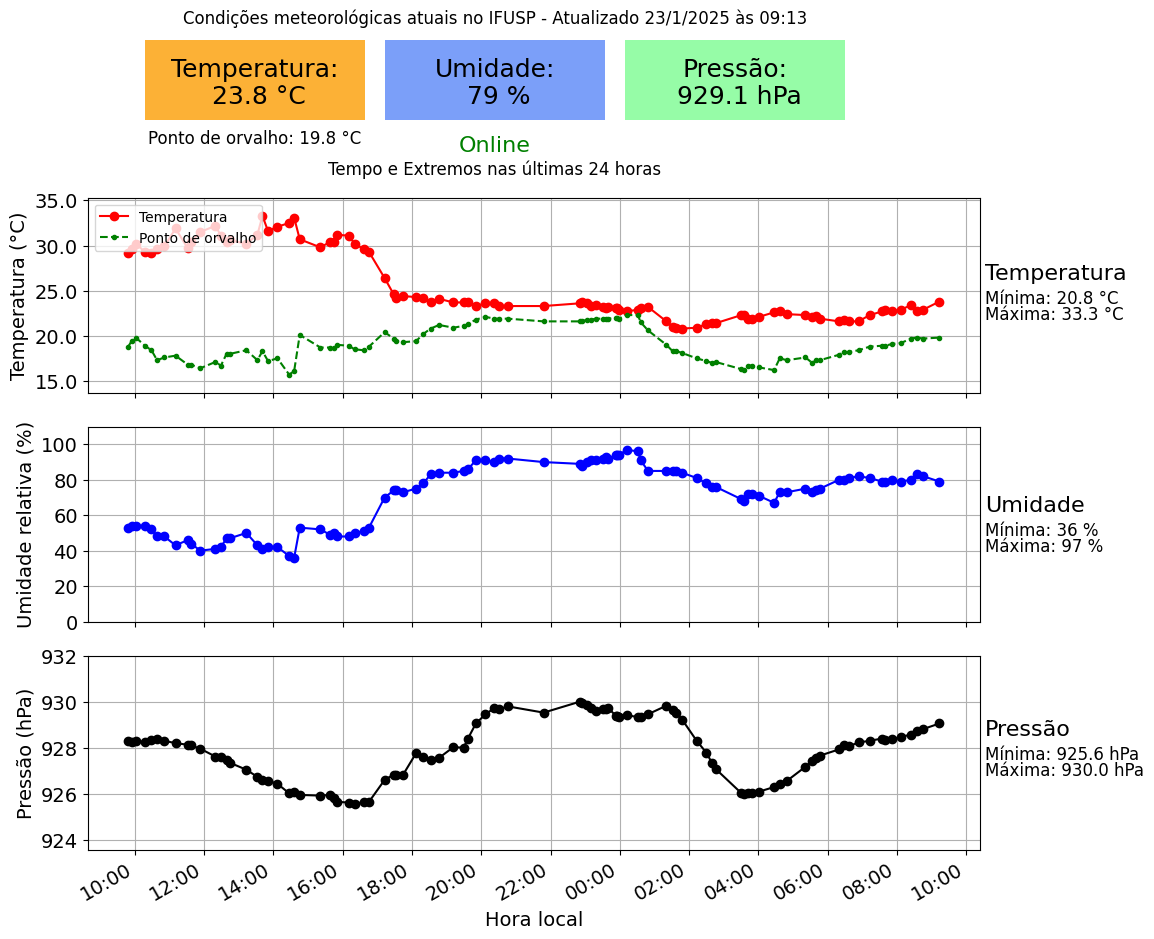 Condições meteorológicas atuais no IFUSP - Atualizado 23/1/2025 às 09:13
Temperatura:
23.8 °C
Umidade:
79 %
Pressão:
929.1 hPa
Ponto de orvalho: 19.8 °C
Online
Tempo e Extremos nas últimas 24 horas
Temperatura (°C)
35.0
30.0
25.0
20.0
15.0
Temperatura
Ponto de orvalho
Temperatura
Mínima: 20.8 °C
Máxima: 33.3 °C
Umidade relativa (%)
100
80
60
40
20
0
Umidade
Mínima: 36 %
Máxima: 97 %
Pressão (hPa)
932
930
928
926
924
Pressão
Mínima: 925.6 hPa
Máxima: 930.0 hPa
10:00 12:00 14:00 16:00 18:00 20:00 22:00 00:00 02:00 04:00 06:00 08:00 10:00
Hora local